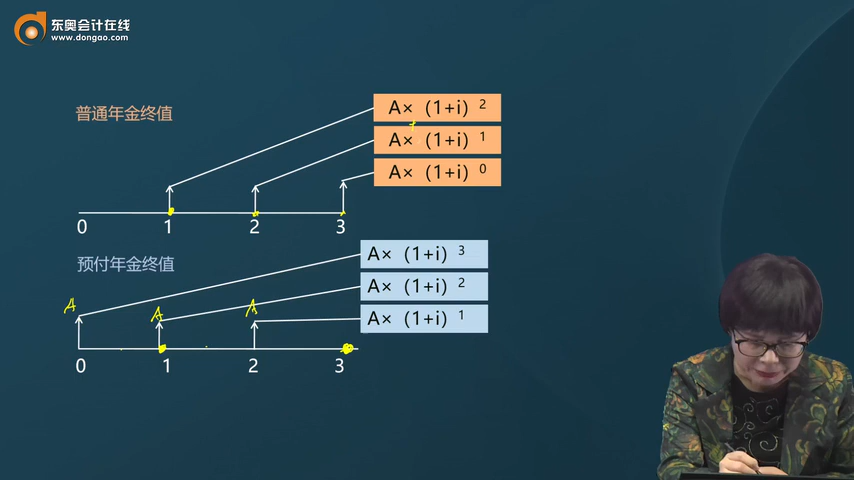 东奥会计在线
www.dongao.com
普通年金终值
A×（1+i）2
+
A×（1+i）1
A×（1+i）0
0 1 2 3
预付年金终值
A×（1+i）3
A×（1+i）2
A×（1+i）1
A A A
0 1 2 3